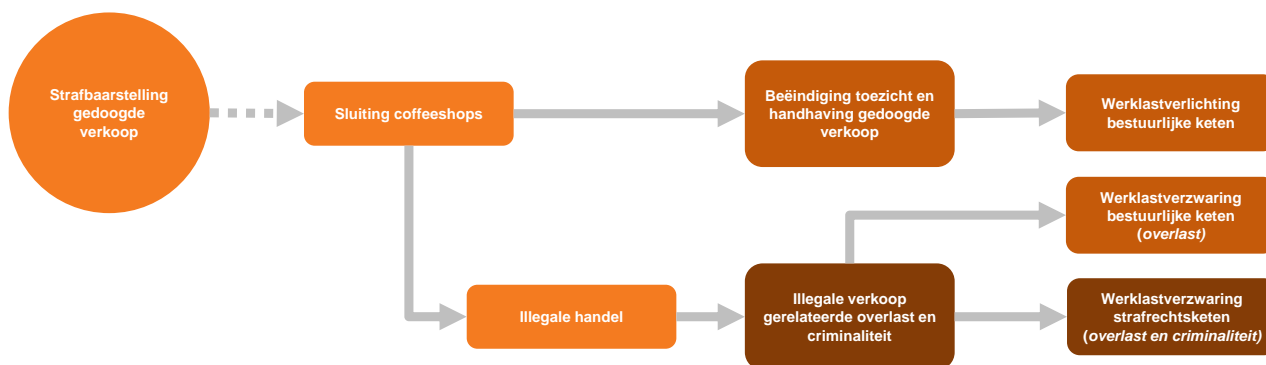 Strafbaarstelling
gedoogde
verkoop
Sluiting coffeeshops
Beëindiging toezicht en
handhaving gedoogde
verkoop
Werklastverlichting
bestuurlijke keten
Werklastverzwaring
bestuurlijke keten
(overlast)
Illegale handel
Illegale verkoop
gerelateerde overlast en
criminaliteit
Werklastverzwaring
strafrechtsketen
(overlast en criminaliteit)